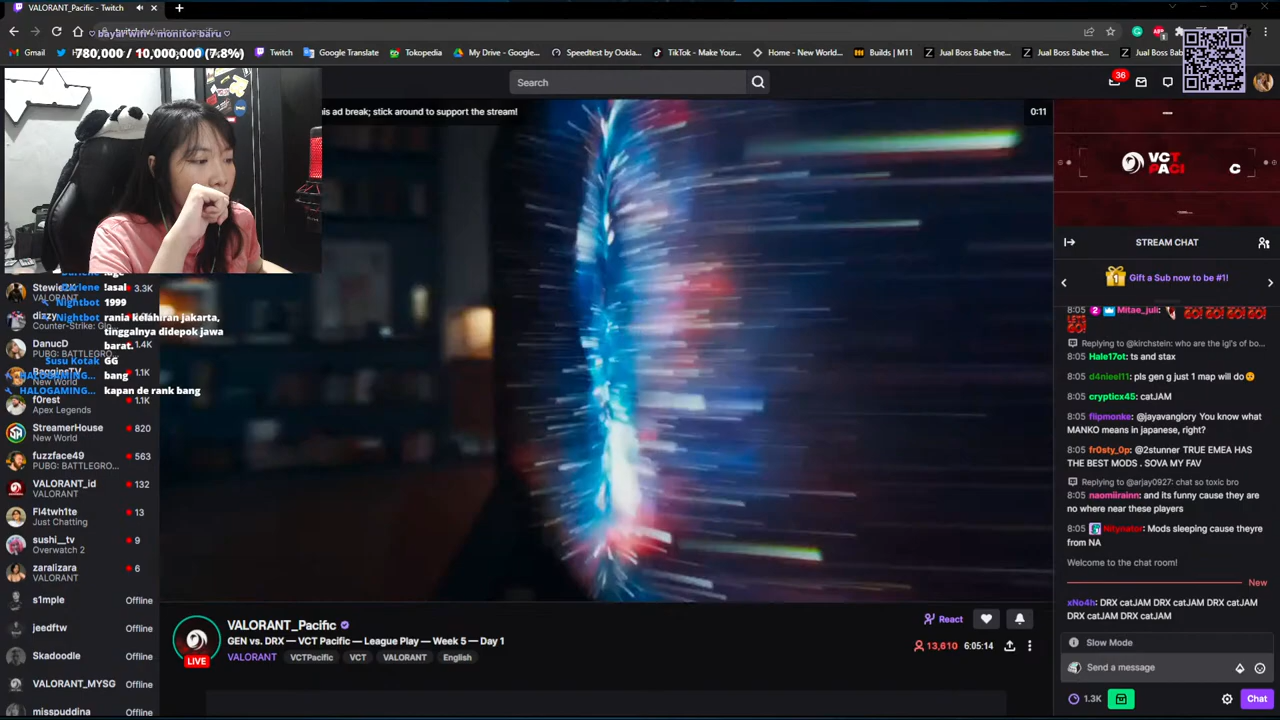 VALORANT_Pacific - Twitch
bayar wifi+monitor baru
780,000 / 10,000,000 (7.8%)
Gmail
Twitch
Google Translate
Tokopedia
My Drive - Google...
Speedtest by Ookla...
TikTok - Make Your...
Home - New World...
Builds | M11
Jual Boss Babe the...
Jual Boss Babe the...
Jual Boss
Search
36
is ad break; stick around to support the stream!
0:11
VCT
PACI
C
STREAM CHAT
Gift a Sub now to be #1!
Darlene !asal
Nightbot 1999
Nightbot rania kelahiran jakarta,
tinggalnya didepok jawa
barat.
Susu Kotak GG
HALOGAMING... bang
HALOGAMING... kapan de rank bang
Stewie2K
VALORANT
3.3K
dizzy
Counter-Strike: Glo
DanucD
PUBG: BATTLEGRO...
1.4K
BagginsTV
New World
1.1K
f0rest
Apex Legends
1.1K
StreamerHouse
New World
820
fuzzface49
PUBG: BATTLEGRO...
563
VALORANT_id
VALORANT
132
Fl4twh1te
Just Chatting
13
sushi__tv
Overwatch 2
9
zaralizara
VALORANT
6
s1mple Offline
jeedftw Offline
Skadoodle Offline
VALORANT_MYSG Offline
misspuddina Offline
LIVE
VALORANT_Pacific
GEN vs. DRX — VCT Pacific — League Play — Week 5 — Day 1
VALORANT VCTPacific VCT VALORANT English
React
13,610 6:05:14
8:05 Mitae_juli:
LETS
Replying to @kirchstein: who are the igl's of bo...
8:05 Hale17ot: ts and stax
8:05 d4nieel11: pls gen g just 1 map will do
8:05 crypticx45: catJAM
8:05 flipmonke: @jayavanglory You know what
MANKO means in japanese, right?
8:05 fr0sty_0p: @2stunner TRUE EMEA HAS
THE BEST MODS . SOVA MY FAV
Replying to @arjay0927: chat so toxic bro
8:05 naomiirainn: and its funny cause they are
no where near these players
8:05 Nitynator: Mods sleeping cause theyre
from NA
Welcome to the chat room!
New
xNo4h: DRX catJAM DRX catJAM DRX catJAM
DRX catJAM DRX catJAM
Slow Mode
Send a message
1.3K
Chat